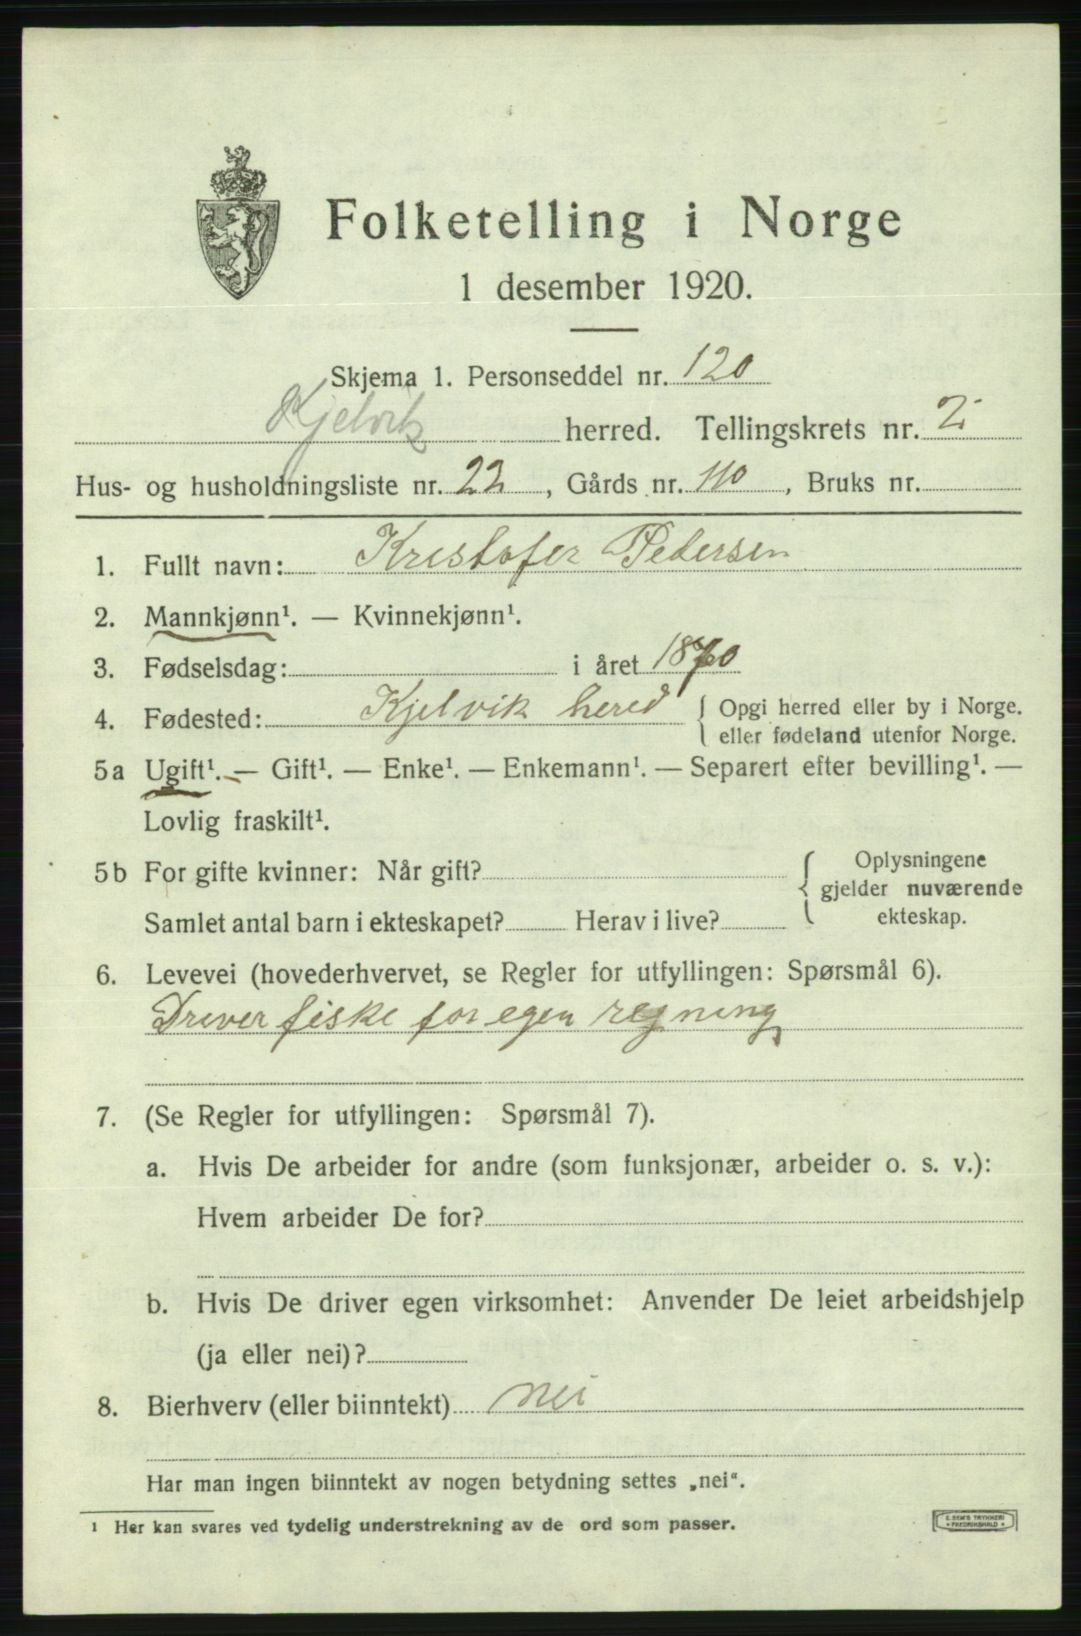 Folketelling i Norge
1 desember 1920.
Skjema 1. Personseddel nr. 120
Kjelvik herred. Tellingskrets nr. 2
Hus- og husholdningsliste nr. 22, Gårds nr. 110, Bruks nr.
1. Fullt navn: Kristofer Pedersen
2. Mannkjønn¹. — Kvinnekjønn¹.
3. Fødselsdag: i året 1870
4. Fødested: Kjelvik hered { Opgi herred eller by i Norge.
eller fødeland utenfor Norge.
5a Ugift¹. — Gift¹. — Enke¹. — Enkemann¹. — Separert efter bevilling¹. —
Lovlig fraskilt¹.
5b For gifte kvinner: Når gift? { Oplysningene
gjelder nuværende
Samlet antal barn i ekteskapet? Herav i live? ekteskap.
6. Levevei (hovederhvervet, se Regler for utfyllingen: Spørsmål 6).
Driver fiske for egen regning
7. (Se Regler for utfyllingen: Spørsmål 7).
a. Hvis De arbeider for andre (som funksjonær, arbeider o. s. v.):
Hvem arbeider De for?
b. Hvis De driver egen virksomhet: Anvender De leiet arbeidshjelp
(ja eller nei)?
8. Bierhverv (eller biinntekt) nei
Har man ingen biinntekt av nogen betydning settes „nei“.
¹ Her kan svares ved tydelig understrekning av de ord som passer.
E. SEM'S TRYKKERI
FREDRIKSHALD